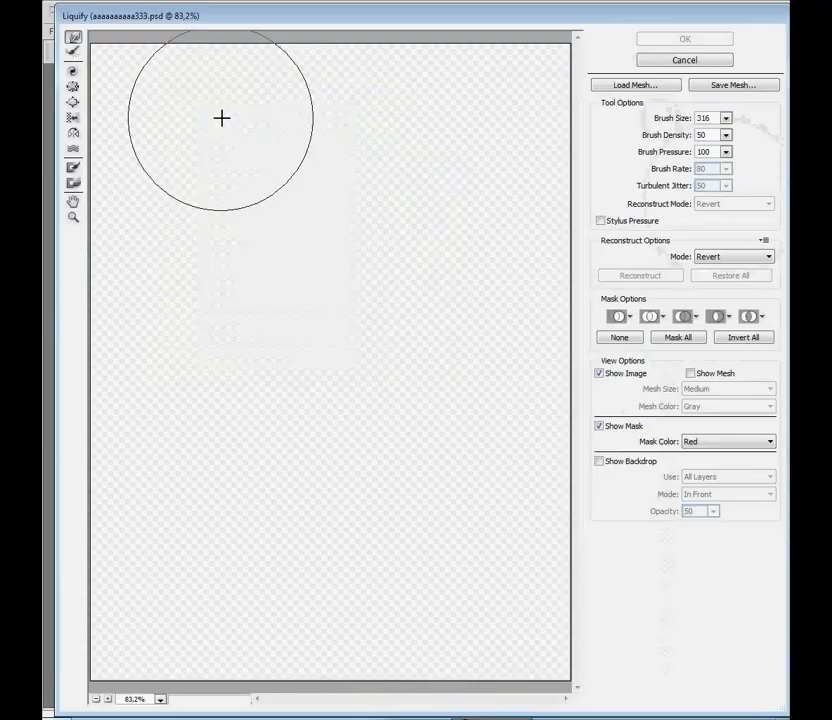 Liquify (aaaaaaaaaa333.psd @ 83,2%)
OK
Cancel
Load Mesh... Save Mesh...
Tool Options
Brush Size: 316
Brush Density: 50
Brush Pressure: 100
Brush Rate: 80
Turbulent Jitter: 50
Reconstruct Mode: Revert
Stylus Pressure
Reconstruct Options
Mode: Revert
Reconstruct Restore All
Mask Options
None Mask All Invert All
View Options
Show Image Show Mesh
Mesh Size: Medium
Mesh Color: Gray
Show Mask
Mask Color: Red
Show Backdrop
Use: All Layers
Mode: In Front
Opacity: 50
83,2%